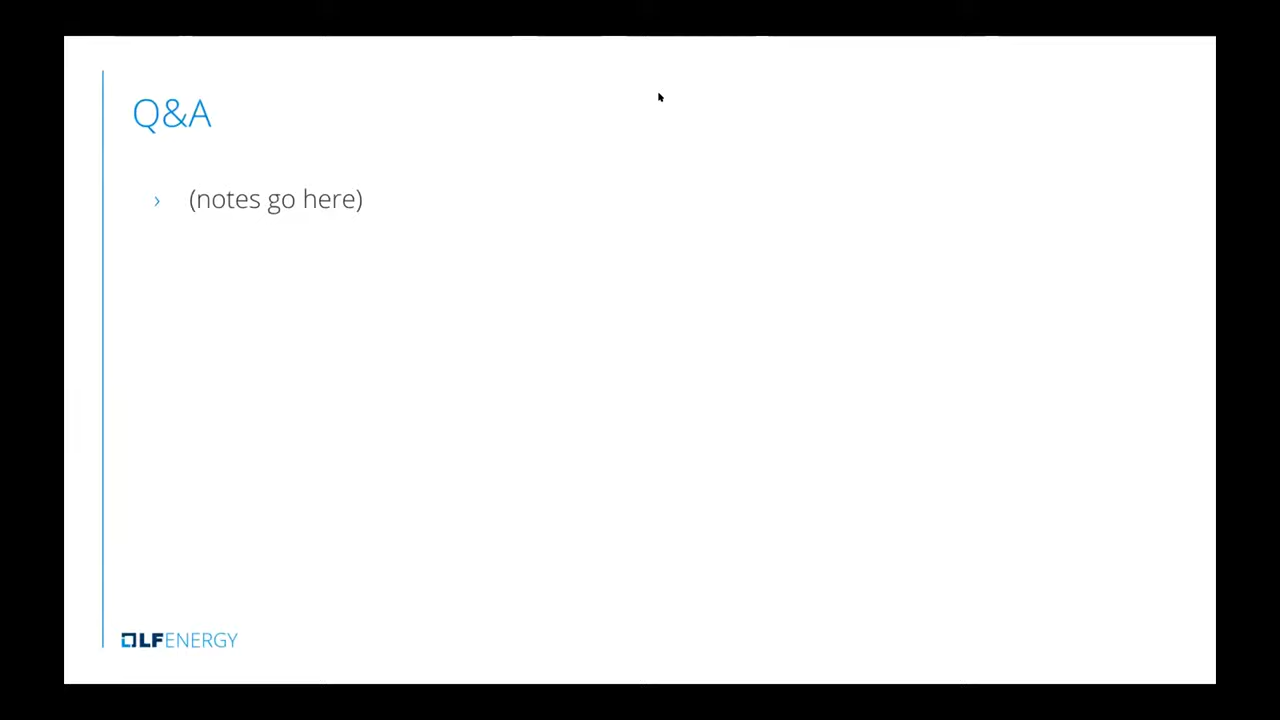 Q&A
› (notes go here)
LFENERGY